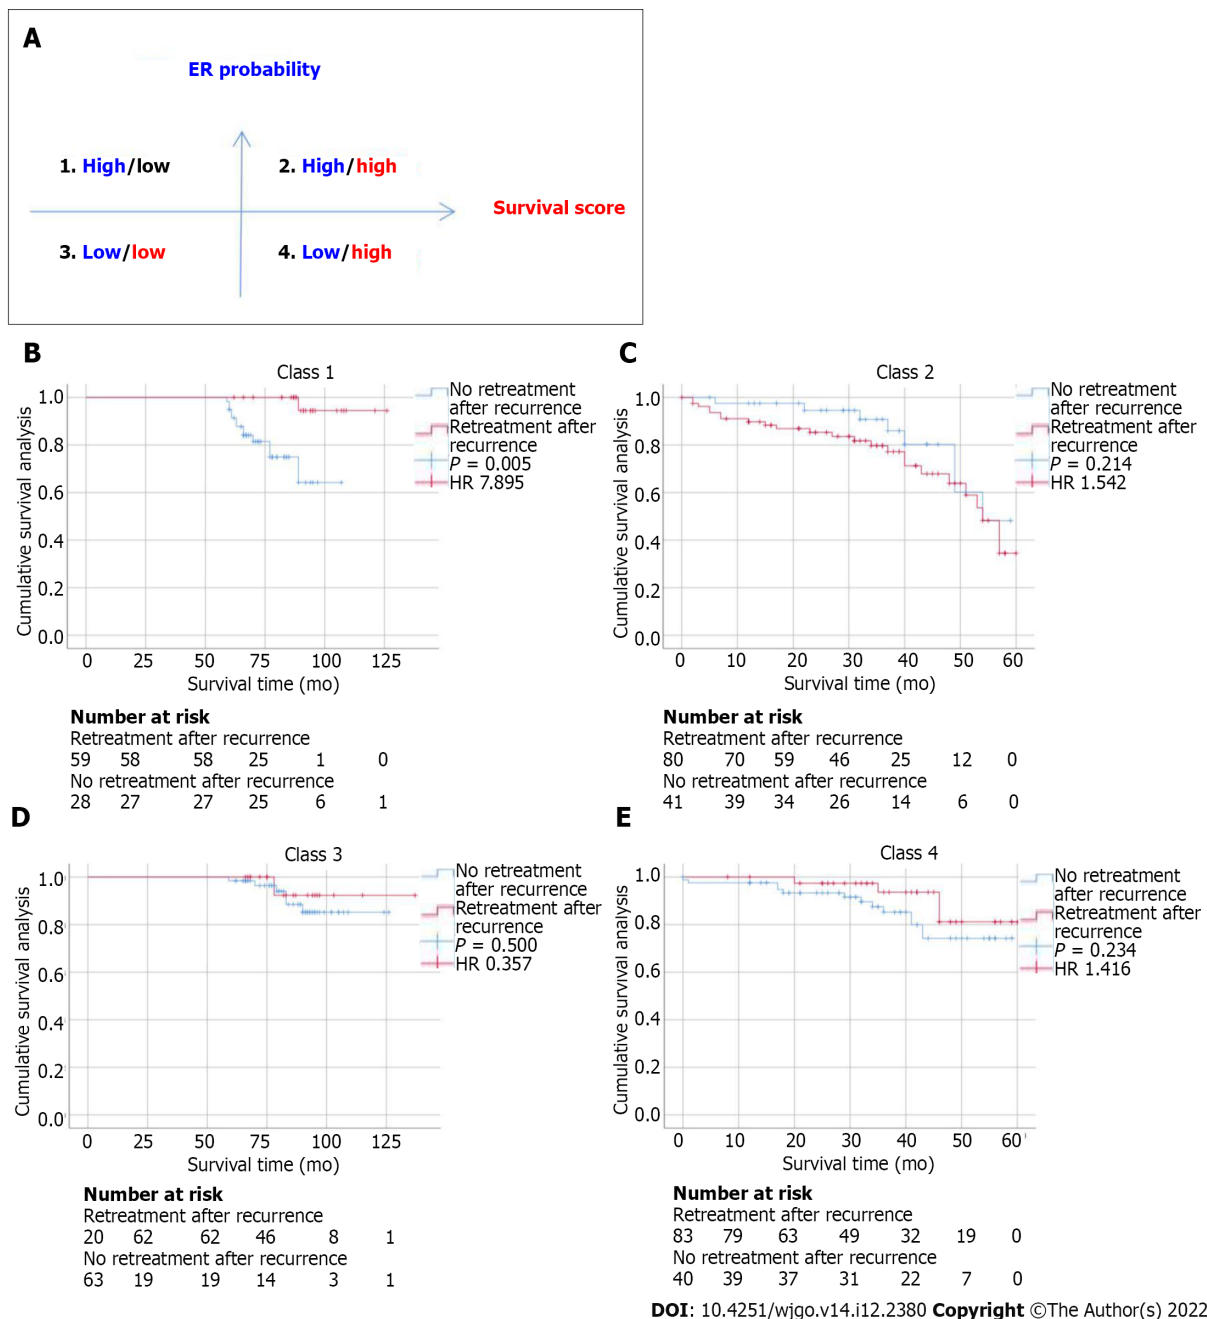 A
ER probability
1. High/low
2. High/high
Survival score
3. Low/low
4. Low/high
B
Class 1
Cumulative survival analysis
1.0
0.8
0.6
0.4
0.2
0.0
0 25 50 75 100 125
Survival time (mo)
No retreatment
after recurrence
Retreatment after
recurrence
P = 0.005
HR 7.895
Number at risk
Retreatment after recurrence
59 58 58 25 1 0
No retreatment after recurrence
28 27 27 25 6 1
C
Class 2
Cumulative survival analysis
1.0
0.8
0.6
0.4
0.2
0.0
0 10 20 30 40 50 60
Survival time (mo)
No retreatment
after recurrence
Retreatment after
recurrence
P = 0.214
HR 1.542
Number at risk
Retreatment after recurrence
80 70 59 46 25 12 0
No retreatment after recurrence
41 39 34 26 14 6 0
D
Class 3
Cumulative survival analysis
1.0
0.8
0.6
0.4
0.2
0.0
0 25 50 75 100 125
Survival time (mo)
No retreatment
after recurrence
Retreatment after
recurrence
P = 0.500
HR 0.357
Number at risk
Retreatment after recurrence
20 62 62 46 8 1
No retreatment after recurrence
63 19 19 14 3 1
E
Class 4
Cumulative survival analysis
1.0
0.8
0.6
0.4
0.2
0.0
0 10 20 30 40 50 60
Survival time (mo)
No retreatment
after recurrence
Retreatment after
recurrence
P = 0.234
HR 1.416
Number at risk
Retreatment after recurrence
83 79 63 49 32 19 0
No retreatment after recurrence
40 39 37 31 22 7 0
DOI: 10.4251/wjgo.v14.i12.2380 Copyright ©The Author(s) 2022